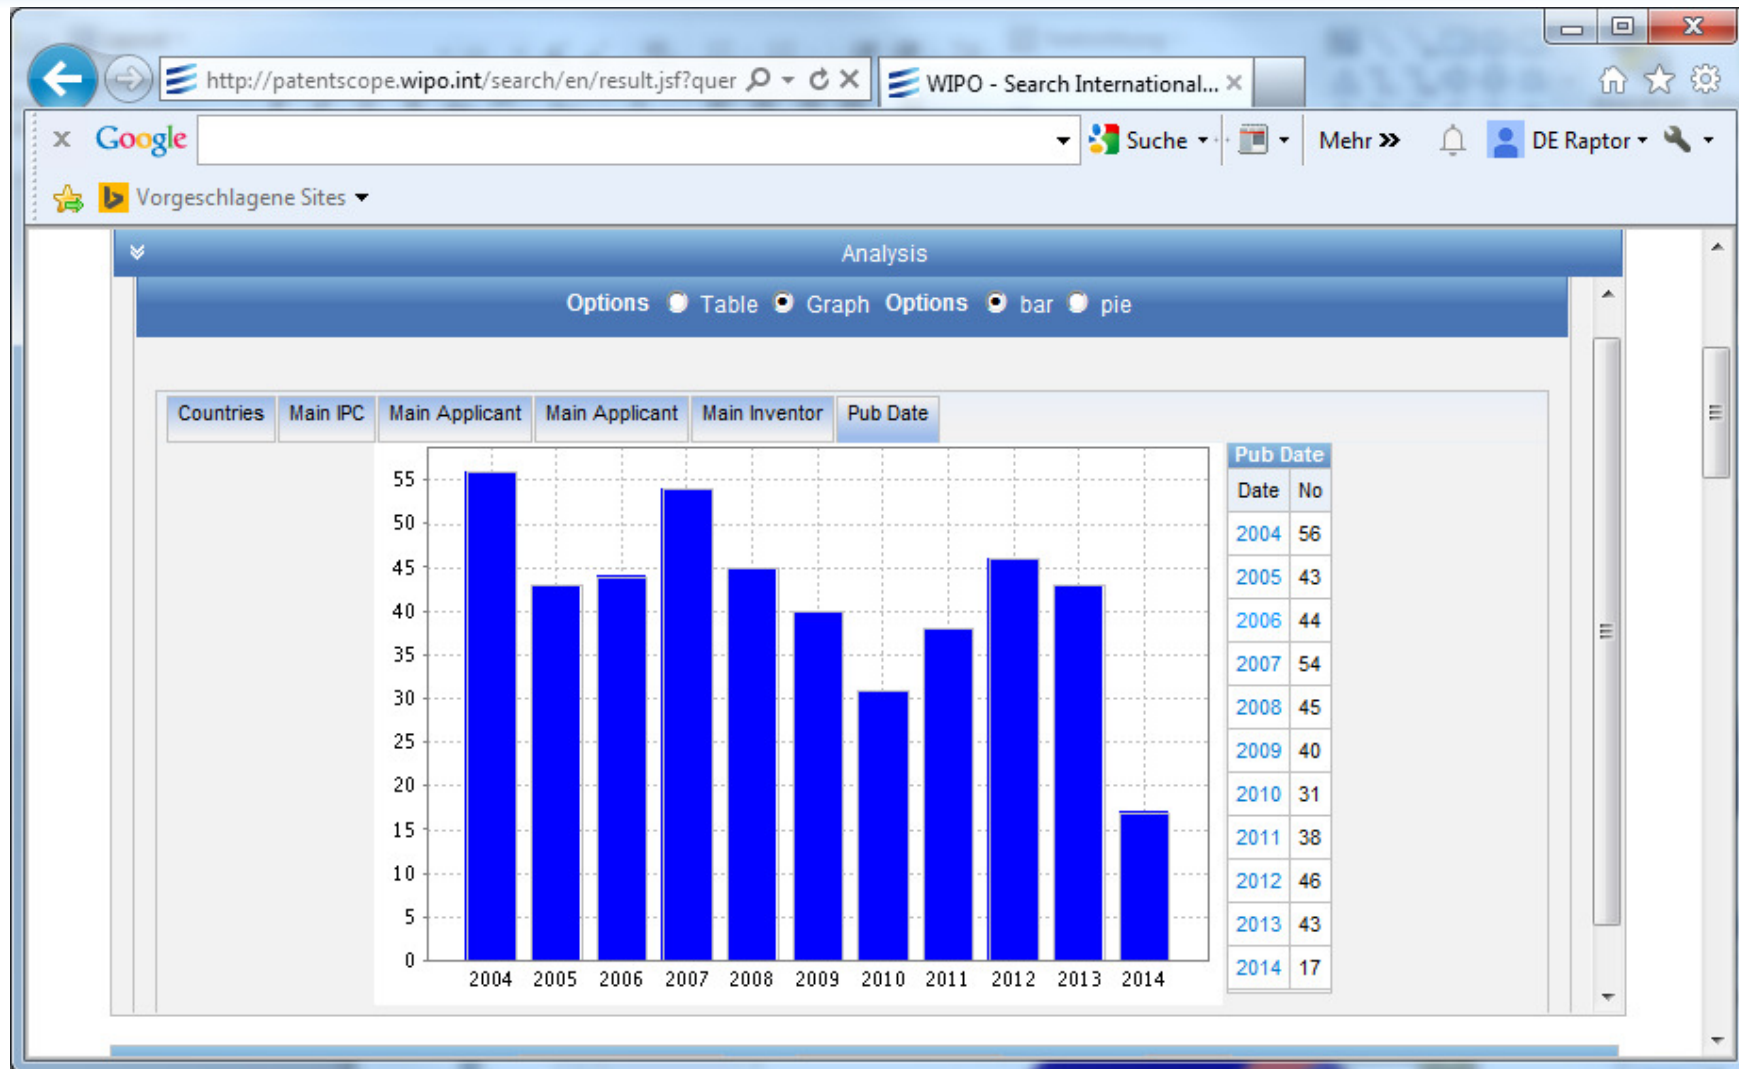 http://patentscope.wipo.int/search/en/result.jsf?quer
WIPO - Search International...
Google
Suche
Mehr
DE Raptor
Vorgeschlagene Sites
Analysis
Options Table Graph Options bar pie
Countries Main IPC Main Applicant Main Applicant Main Inventor Pub Date
55
50
45
40
35
30
25
20
15
10
5
0
2004 2005 2006 2007 2008 2009 2010 2011 2012 2013 2014
Pub Date
Date No
2004 56
2005 43
2006 44
2007 54
2008 45
2009 40
2010 31
2011 38
2012 46
2013 43
2014 17